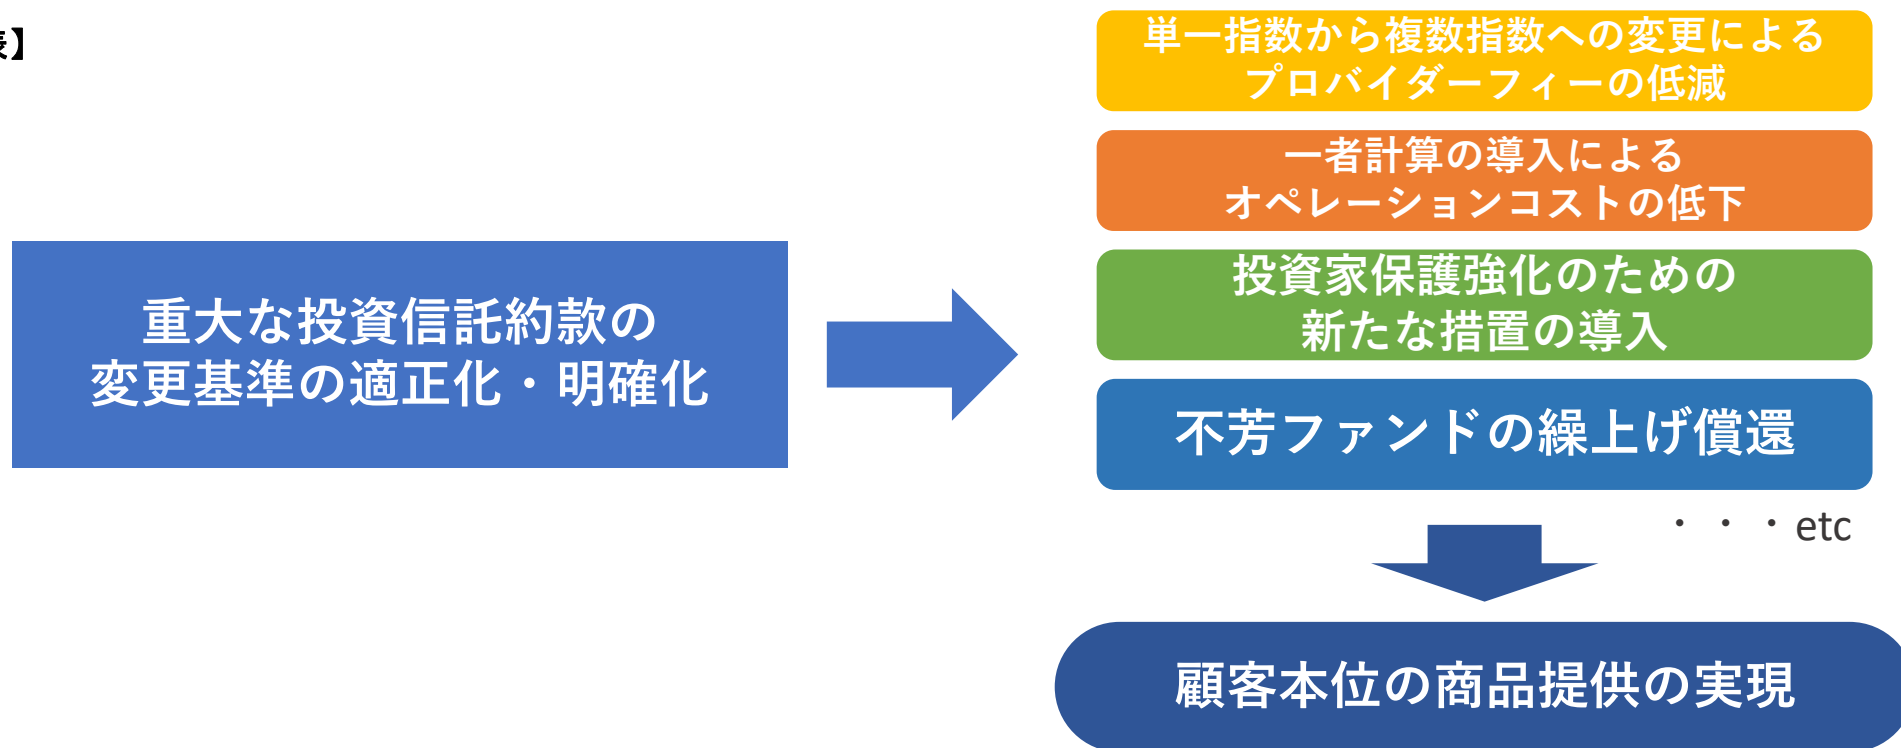 表】
重大な投資信託約款の
変更基準の適正化・明確化
単一指数から複数指数への変更による
プロバイダーフィーの低減
一者計算の導入による
オペレーションコストの低下
投資家保護強化のための
新たな措置の導入
不芳ファンドの繰上げ償還
・・・etc
顧客本位の商品提供の実現